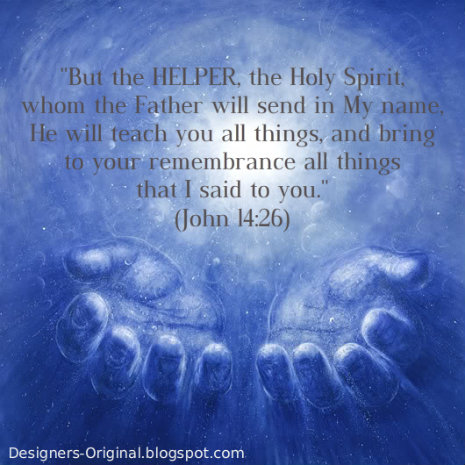 "But the HELPER, the Holy Spirit,
whom the Father will send in My name,
He will teach you all things, and bring
to your remembrance all things
that I said to you."
(John 14:26)
Designers-Original.blogspot.com